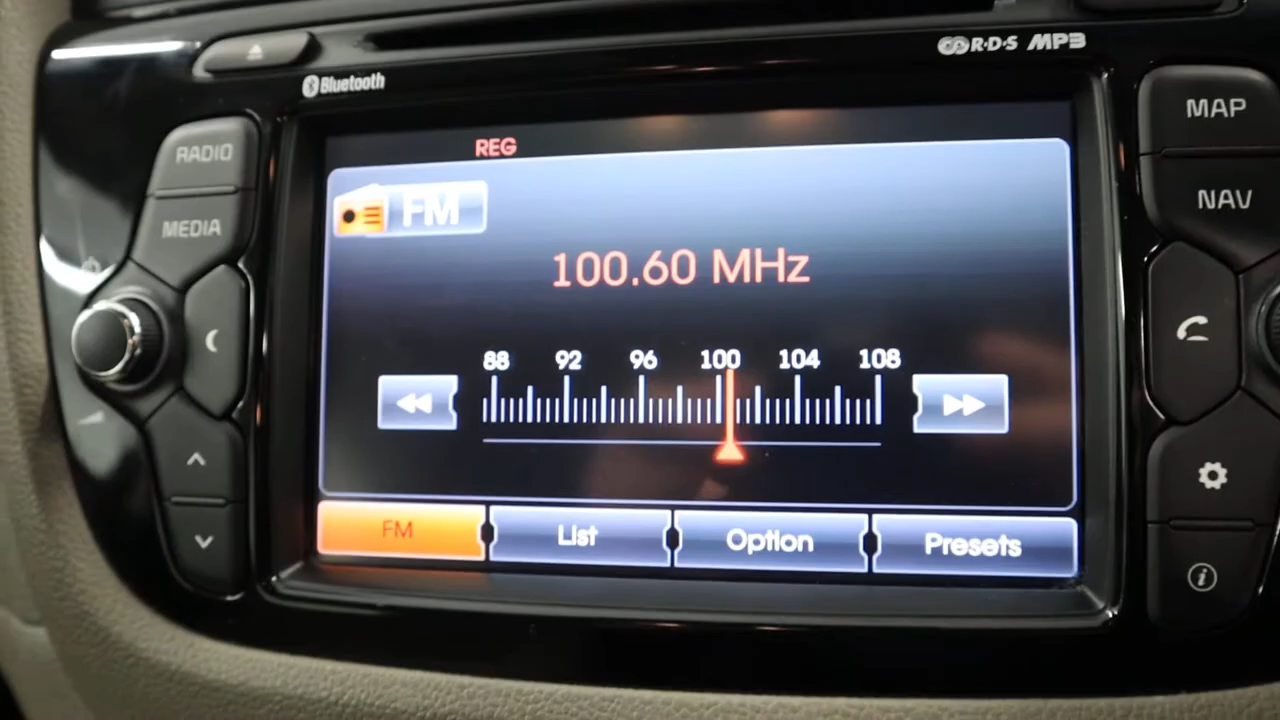 R·D·S MP3
Bluetooth
RADIO
MEDIA
MAP
NAV
REG
FM
100.60 MHz
88 92 96 100 104 108
FM List Option Presets
i